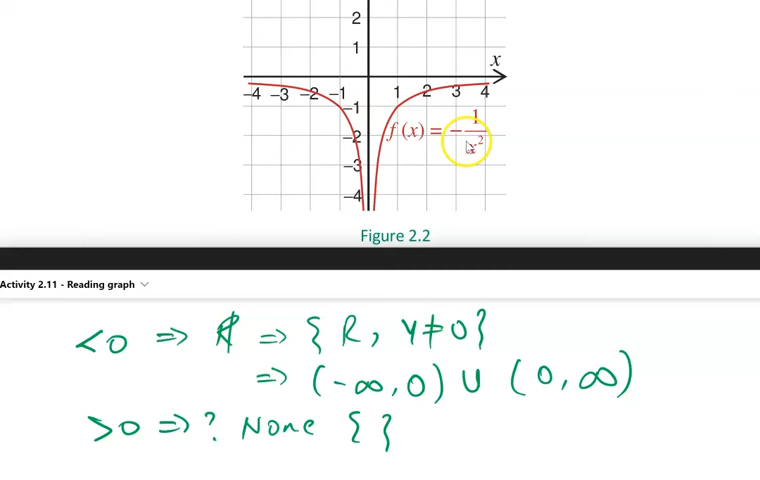 2
1
x
–4 –3 –2 –1 1 2 3 4
–1
f (x) = – 1/x²
–2
–3
–4
Figure 2.2
Activity 2.11 - Reading graph
<0 => ℝ => { R, Y≠0}
=> (-∞, 0) ∪ (0, ∞)
>0 => ? None { }